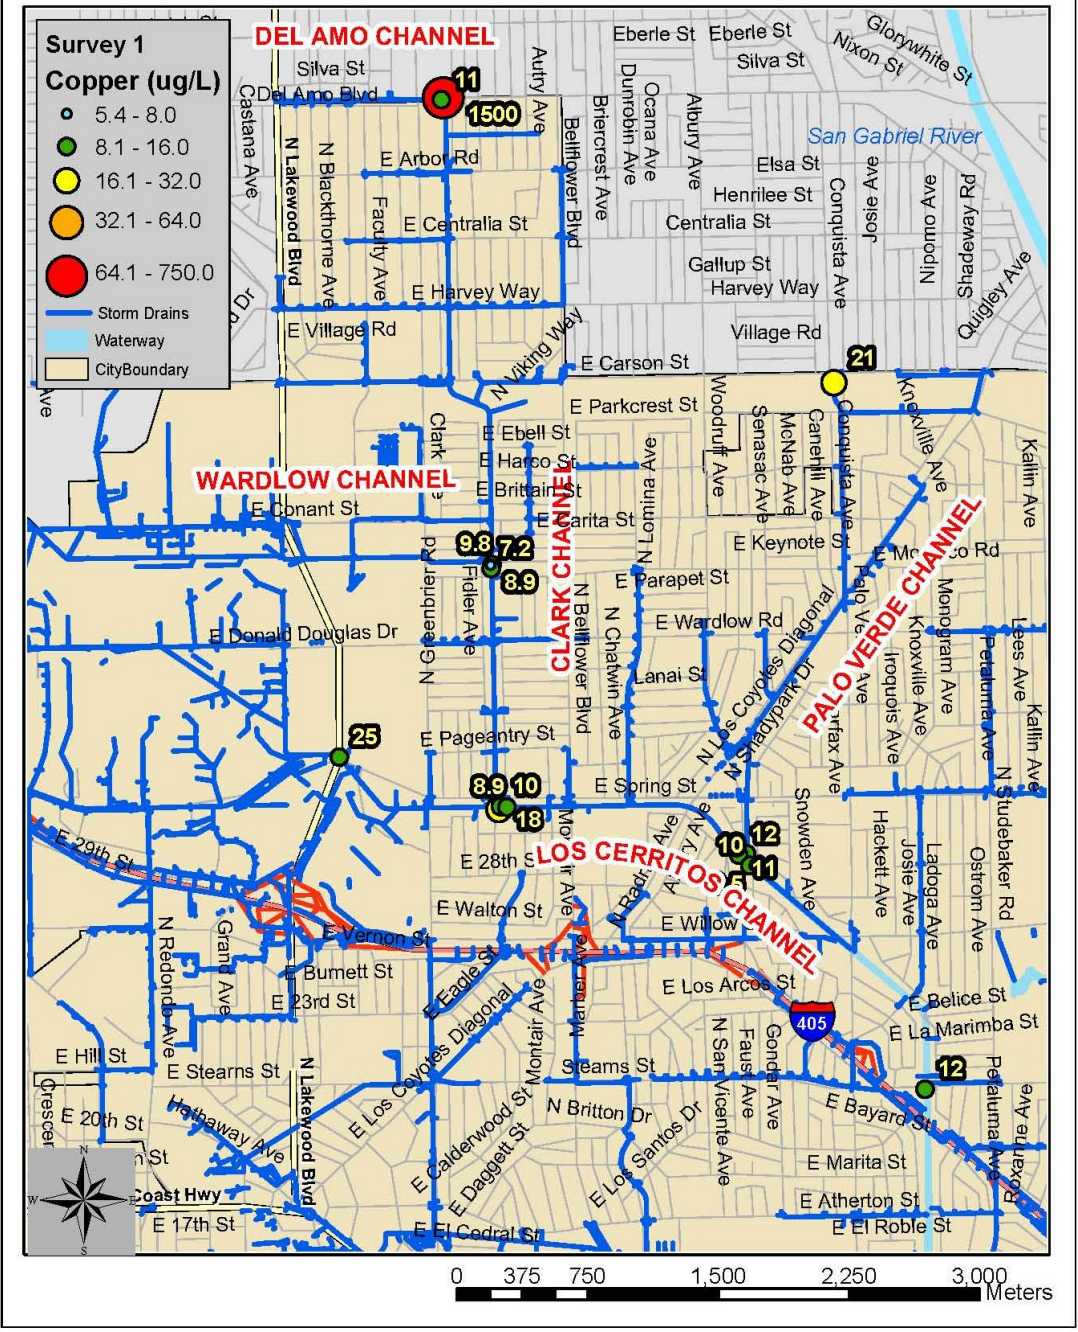 Survey 1
Copper (ug/L)
5.4 - 8.0
8.1 - 16.0
16.1 - 32.0
32.1 - 64.0
64.1 - 750.0
Storm Drains
Waterway
CityBoundary
DEL AMO CHANNEL
Silva St
Del Amo Blvd
11
1500
Eberle St
Eberle St
Silva St
Nixon St
Glorywhite St
San Gabriel River
Castana Ave
N Lakewood Blvd
N Blackthorne Ave
Faculty Ave
Autry Ave
Bellflower Blvd
Briercrest Ave
Dunrobin Ave
Ocana Ave
Albury Ave
E Arbor Rd
Elsa St
Henrilee St
Centralia St
E Centralia St
Gallup St
Harvey Way
E Harvey Way
Conquista Ave
Josie Ave
Nipomo Ave
Shadeway Rd
Quigley Ave
Dr
E Village Rd
Village Rd
N Viking Way
E Carson St
21
Ave
E Parkcrest St
Clark
E Ebell St
E Harco St
E Brittain St
E Carita St
WARDLOW CHANNEL
E Conant St
CLARK CHANNEL
N Lomina Ave
Woodruff Ave
Senasac Ave
McNab Ave
Canehill Ave
Conquista Ave
Knoxville Ave
Kallin Ave
E Keynote St
Rd
9.8
7.2
8.9
E Parapet St
E Wardlow Rd
E Donald Douglas Dr
N Greenquner Rd
Fidler Ave
N Bellflower Blvd
N Chatwin Ave
Lanai St
N Los Coyotes Diagonal
N Shadypark Dr
PALO VERDE CHANNEL
Palo Ve
Ave
Iroquois Ave
Knoxville Ave
Monogram Ave
Petaluma Ave
Lees Ave
Kallin Ave
25
E Pageantry St
E Spring St
8.9
10
18
N Studebaker Rd
Snowden Ave
Hackett Ave
Josie Ave
Ladoga Ave
Ostrom Ave
E 29th St
E 28th S
LOS CERRITOS CHANNEL
10
12
11
5
E Walton St
E Willow
E Vernon St
N Redondo Ave
Grand Ave
E Burnett St
E 23rd St
E Eagle St
E Los Coyotes Diagonal
Montair Ave
E Los Arcos St
405
E Belice St
E La Marimba St
E Hill St
E Stearns St
Stearns St
12
N San Vicente Ave
Faust Ave
Gondar Ave
E Bayard St
Petaluma Ave
Roxanne Ave
Crescen
E 20th St
Hathaway Ave
N Lakewood Blvd
E Los Coyotes Diagonal
E Calderwood St
E Daggett St
N Britton Dr
E Los Santos Dr
E Marita St
E Atherton St
E El Roble St
n St
Coast Hwy
E 17th St
E El Cedral St
N
W
E
S
0 375 750 1,500 2,250 3,000
Meters